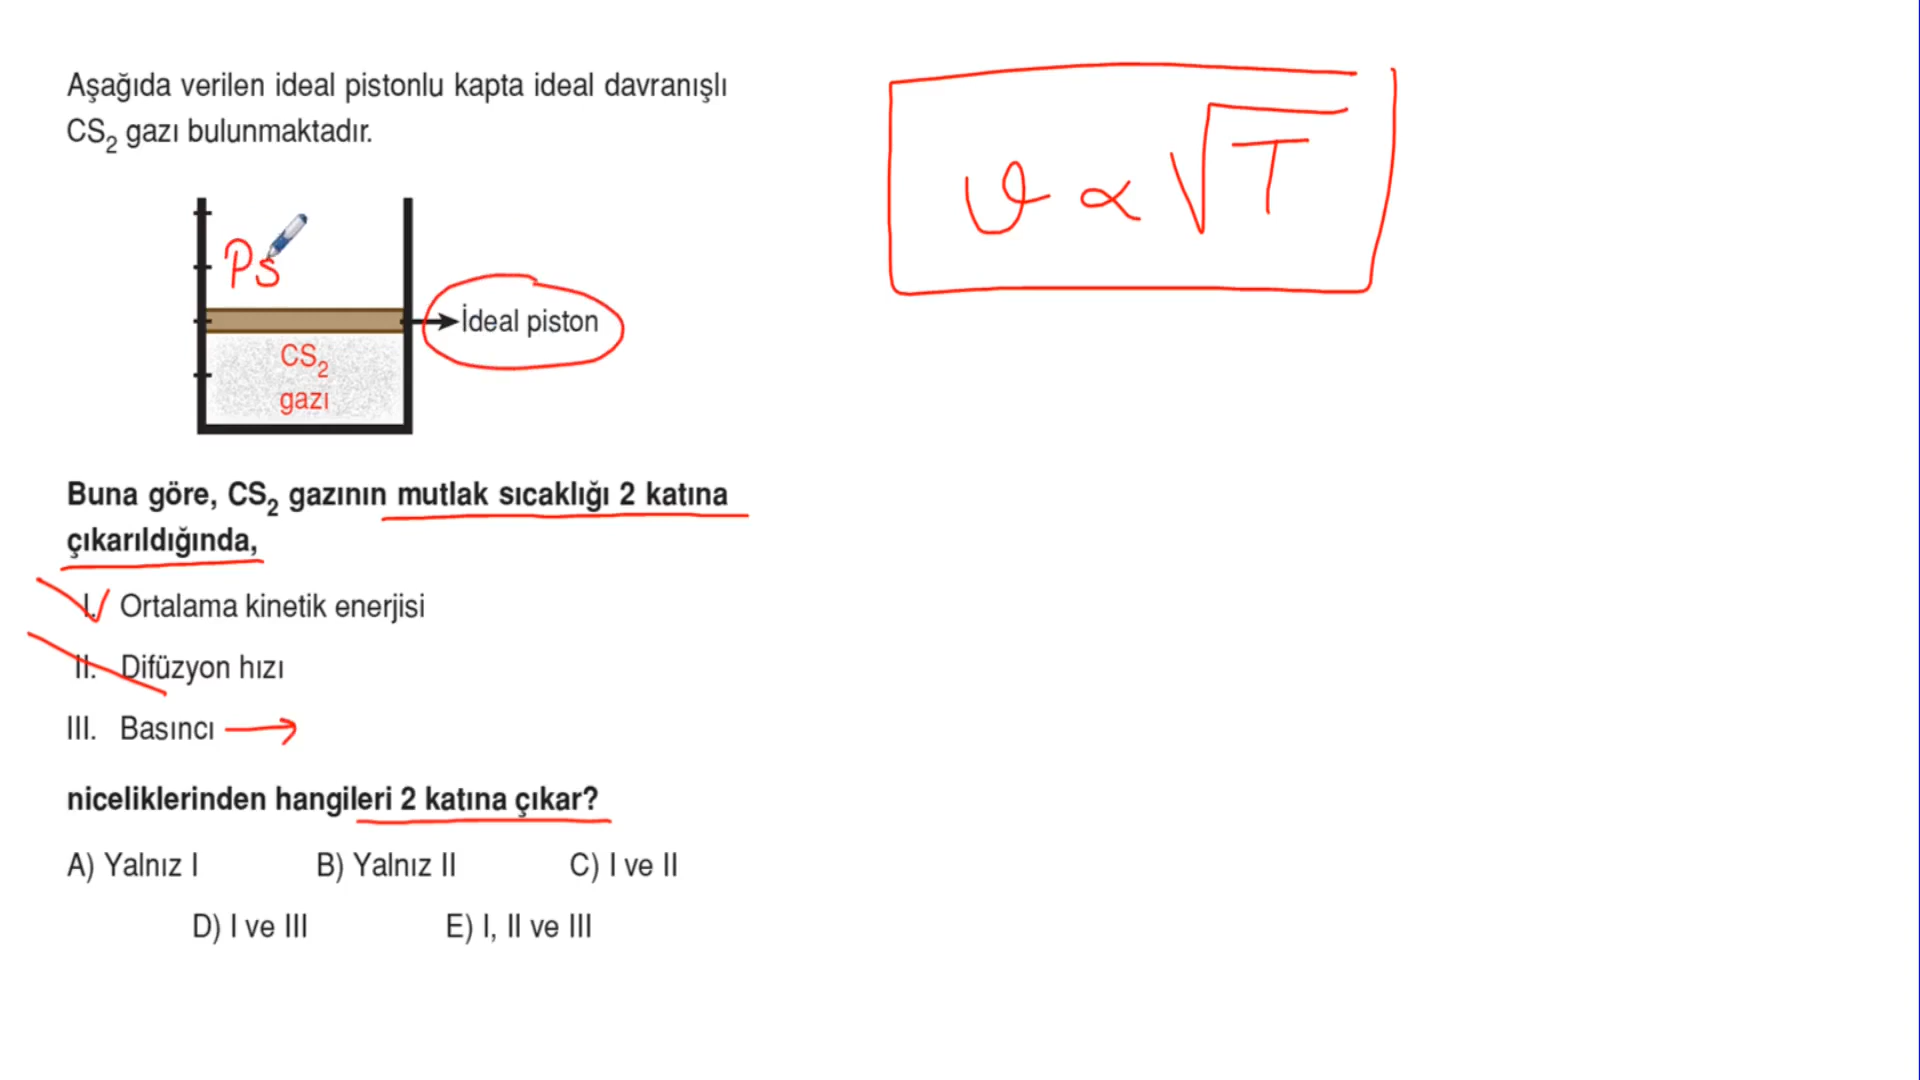 Aşağıda verilen ideal pistonlu kapta ideal davranışlı
CS₂ gazı bulunmaktadır.
PS
İdeal piston
CS₂
gazı
Buna göre, CS₂ gazının mutlak sıcaklığı 2 katına
çıkarıldığında,
I. Ortalama kinetik enerjisi
II. Difüzyon hızı
III. Basıncı →
niceliklerinden hangileri 2 katına çıkar?
A) Yalnız I B) Yalnız II C) I ve II
D) I ve III E) I, II ve III
ϑ ∝ √T